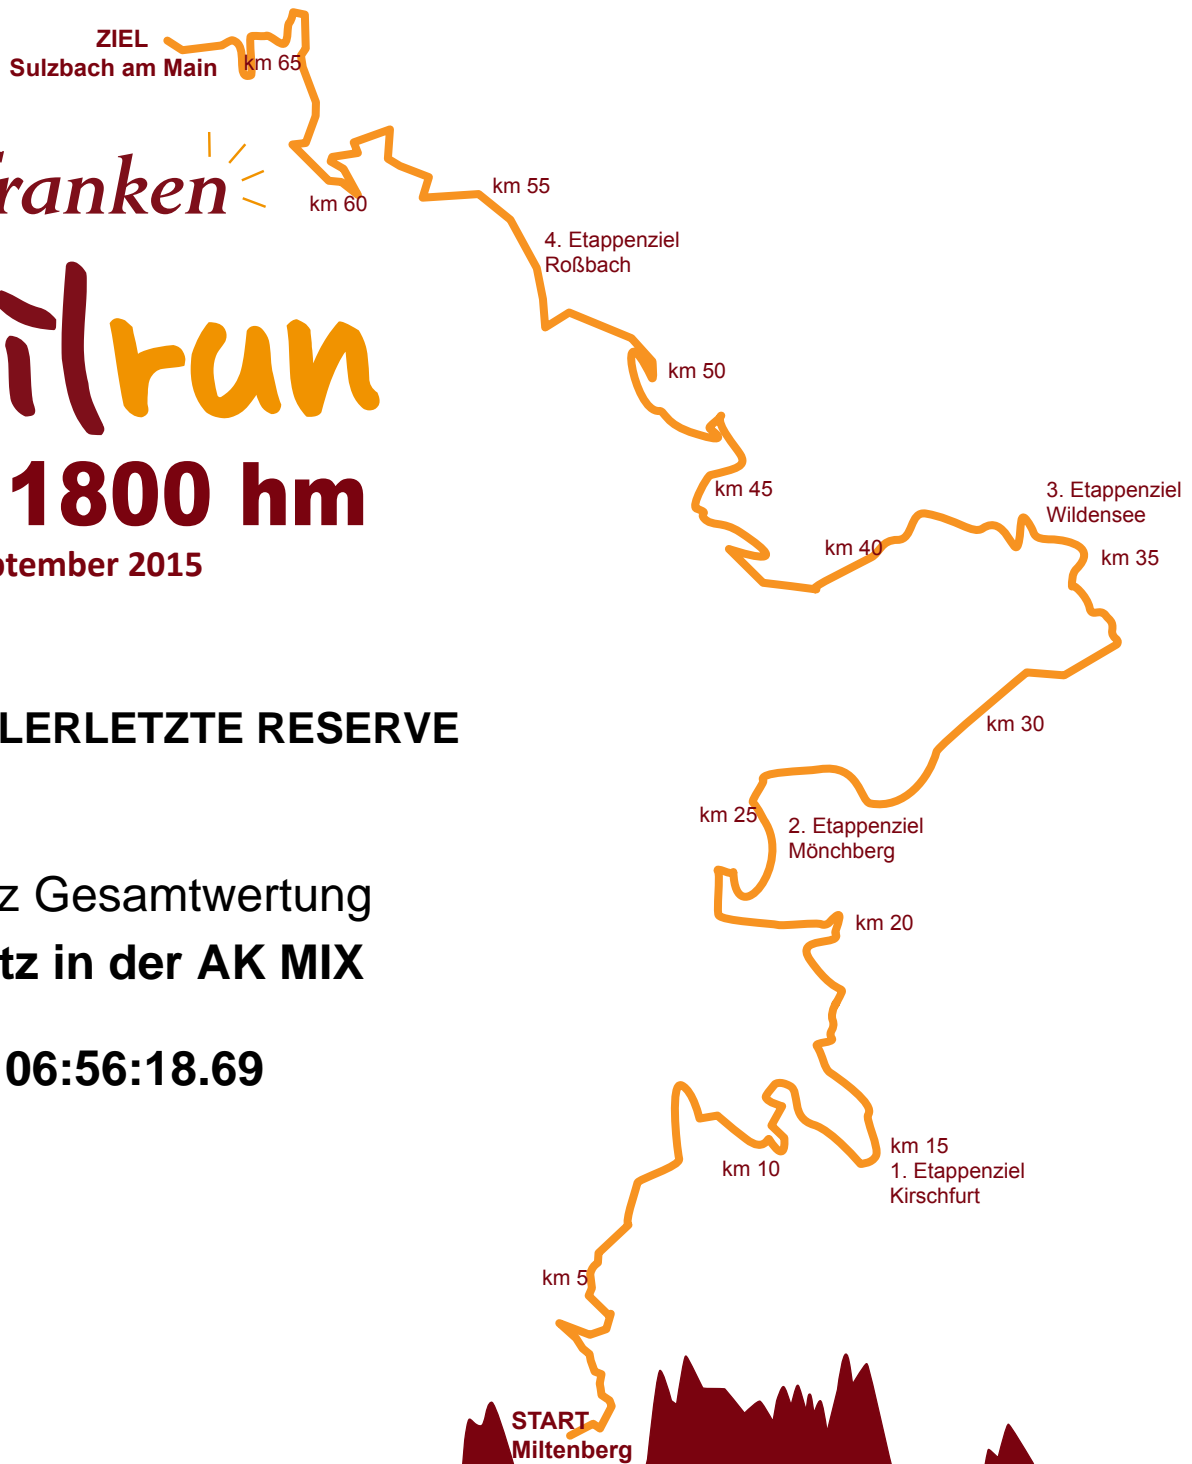 ZIEL
Sulzbach am Main
km 65
ranken
km 60
km 55
4. Etappenziel
Roßbach
ilrun
km 50
1800 hm
ptember 2015
km 45
3. Etappenziel
Wildensee
km 40
km 35
LERLETZTE RESERVE
km 30
km 25
2. Etappenziel
Mönchberg
z Gesamtwertung
km 20
tz in der AK MIX
06:56:18.69
km 15
1. Etappenziel
Kirschfurt
km 10
km 5
START
Miltenberg